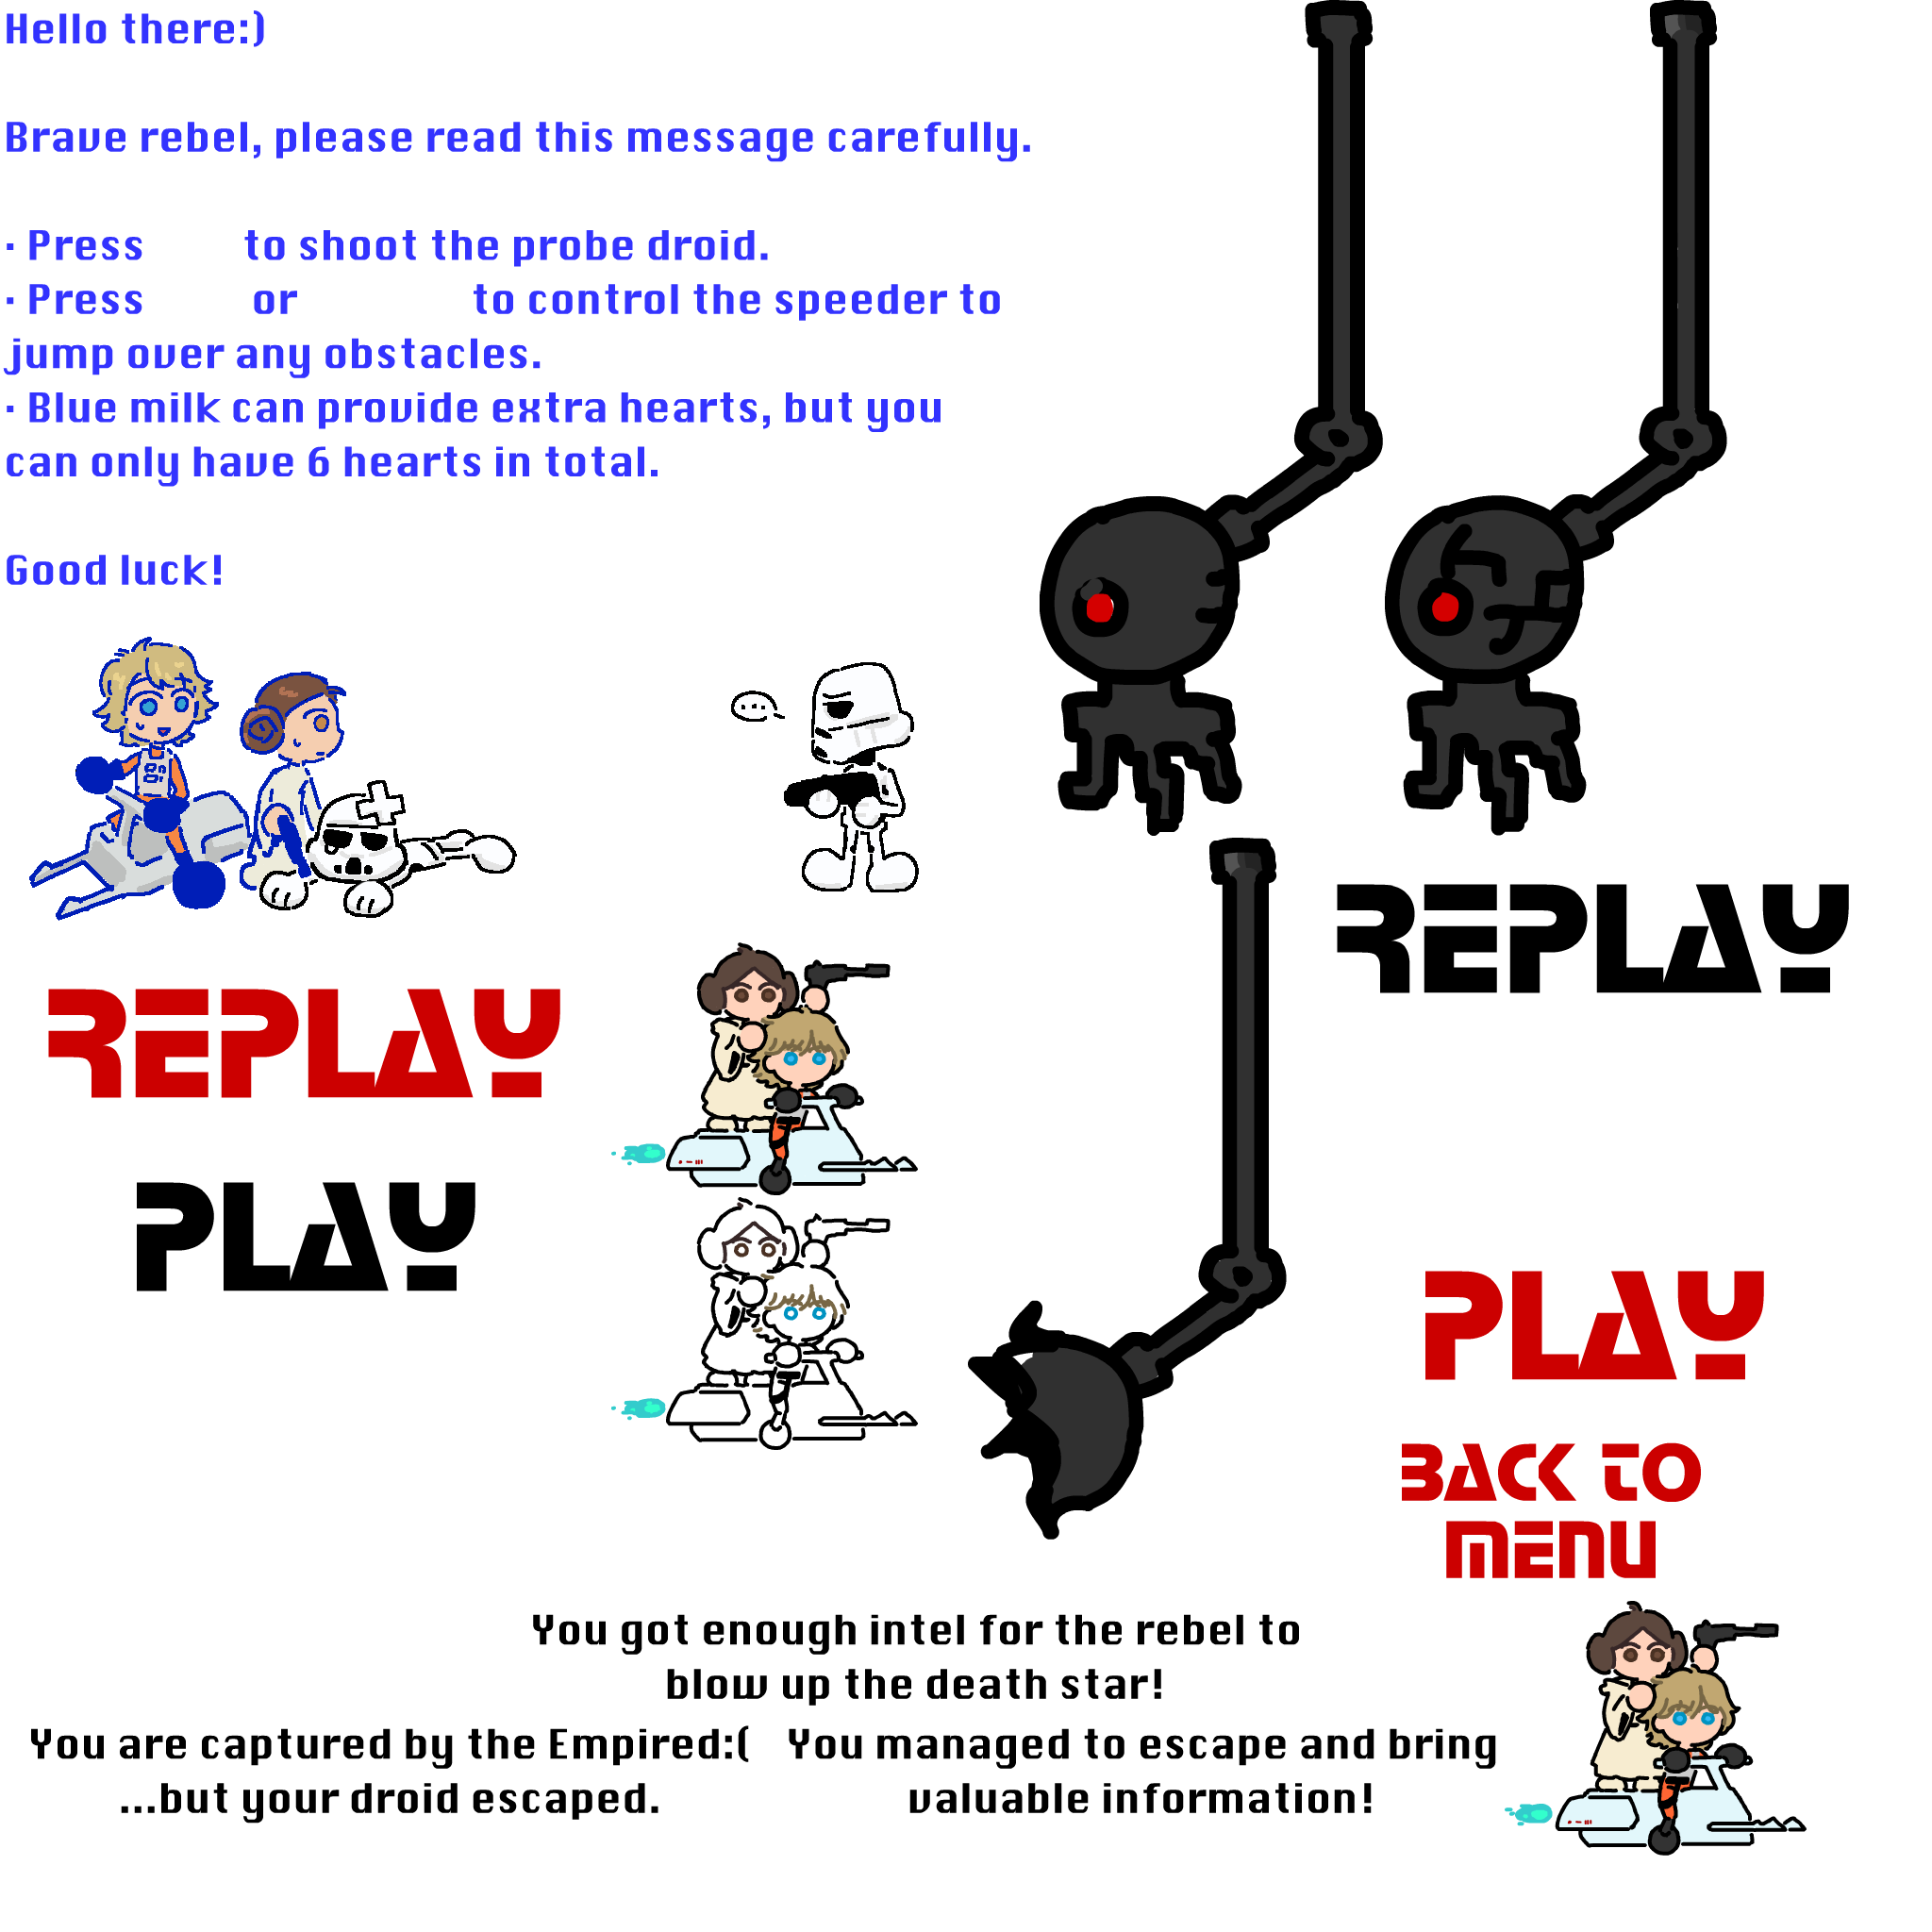 Hello there:)
Brave rebel, please read this message carefully.
· Press to shoot the probe droid.
· Press or to control the speeder to
jump over any obstacles.
· Blue milk can provide extra hearts, but you
can only have 6 hearts in total.
Good luck!
...
REPLAY
REPLAY
PLAY
PLAY
BACK TO
MENU
You got enough intel for the rebel to
blow up the death star!
You are captured by the Empired:(
...but your droid escaped.
You managed to escape and bring
valuable information!